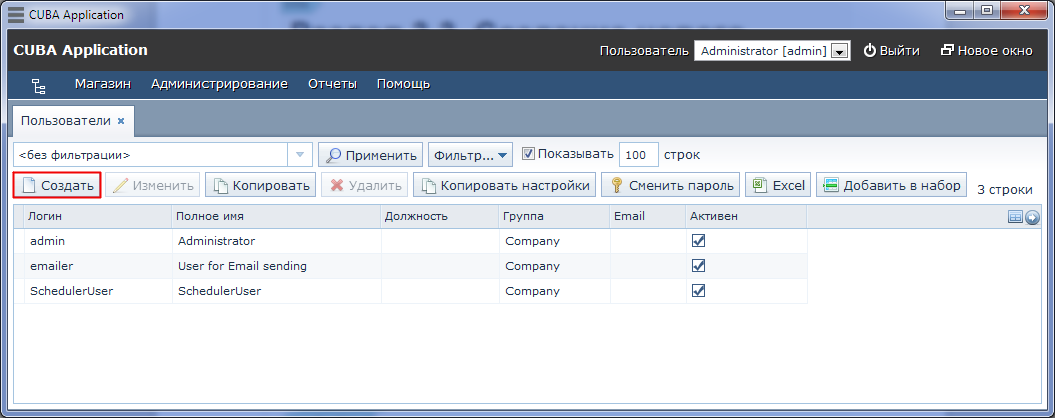 CUBA Application
CUBA Application Пользователь Administrator [admin] Выйти Новое окно
Магазин Администрирование Отчеты Помощь
Пользователи ×
<без фильтрации> Применить Фильтр... Показывать 100 строк
Создать Изменить Копировать Удалить Копировать настройки Сменить пароль Excel Добавить в набор 3 строки
Логин Полное имя Должность Группа Email Активен
admin Administrator Company
emailer User for Email sending Company
SchedulerUser SchedulerUser Company